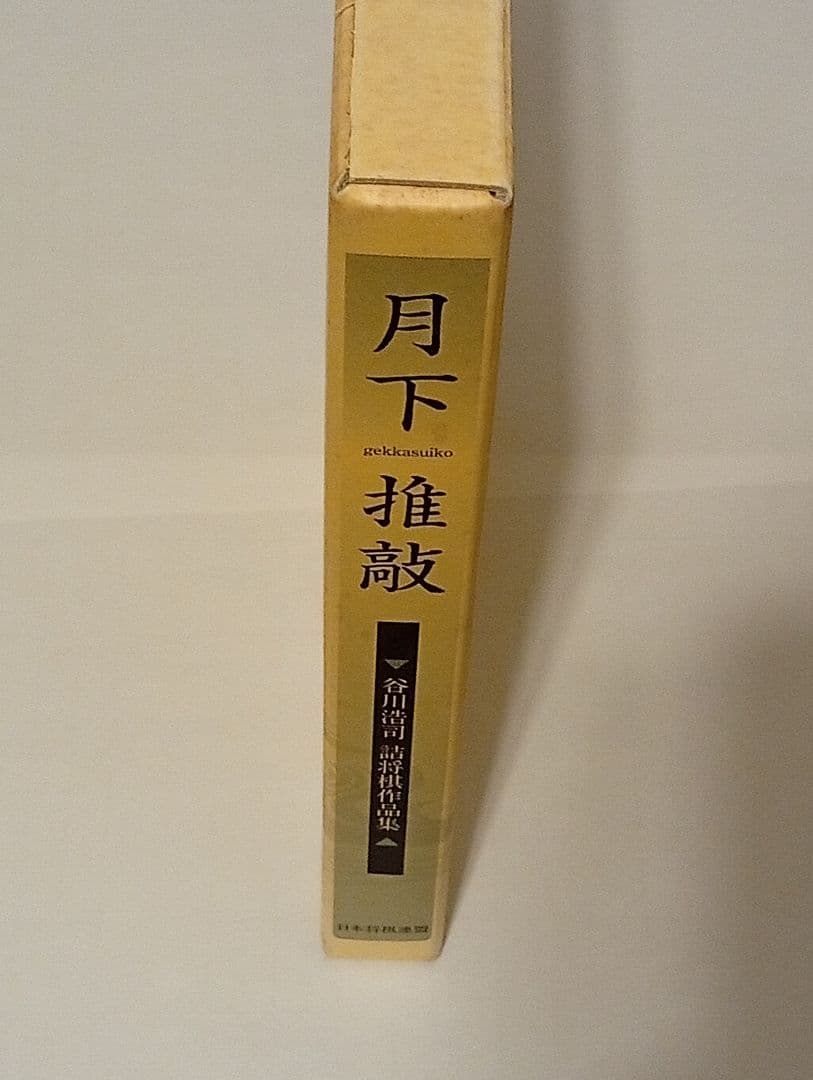 月下
gekkasuiko
推敲
谷川浩司 詰将棋作品集
日本将棋連盟